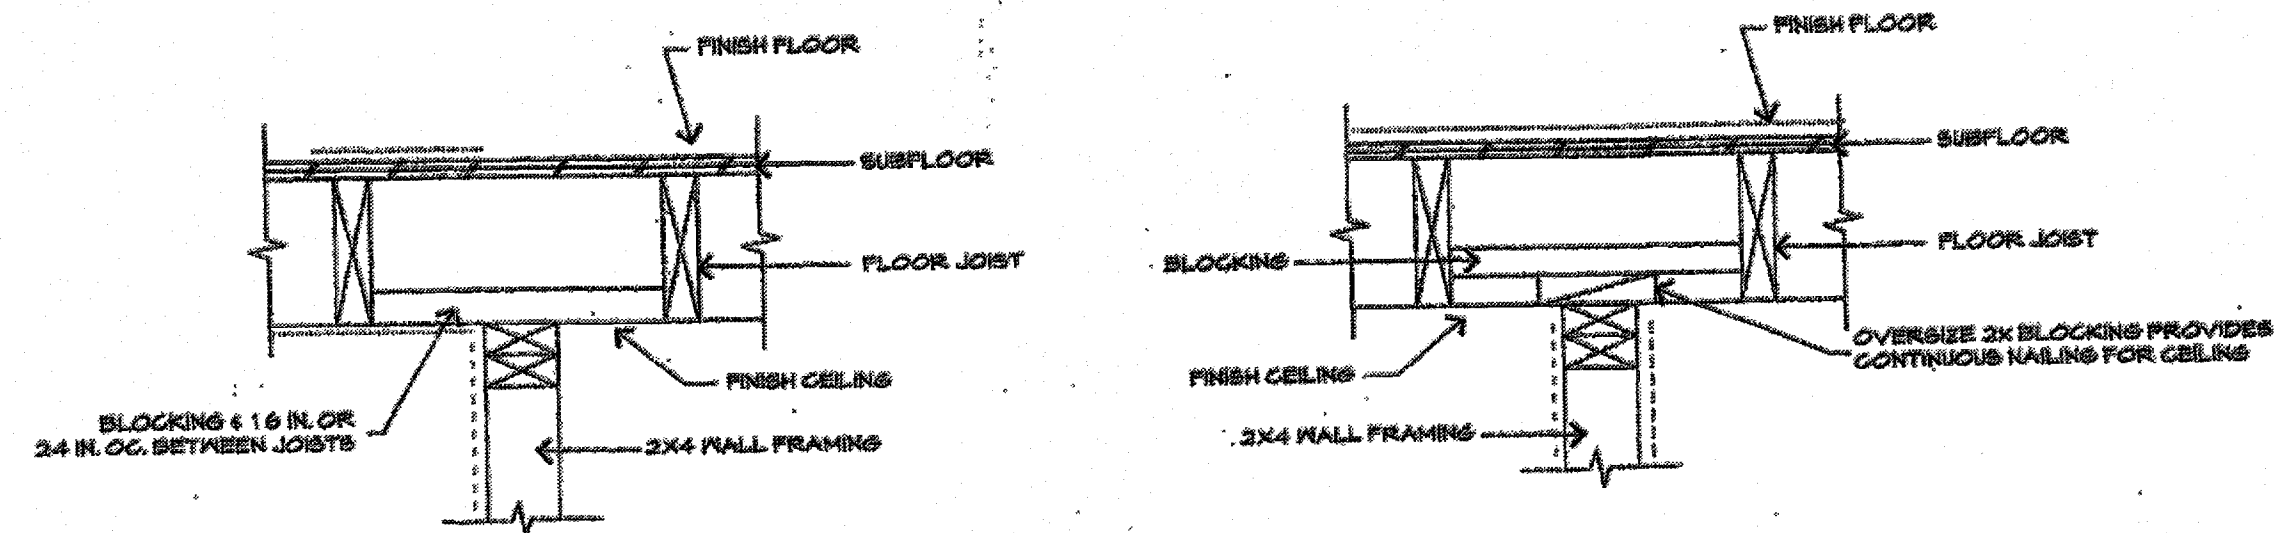 FINISH FLOOR
SUBFLOOR
FLOOR JOIST
FINISH CEILING
BLOCKING @ 16 IN. OR
24 IN. OC. BETWEEN JOISTS
2X4 WALL FRAMING
FINISH FLOOR
SUBFLOOR
FLOOR JOIST
BLOCKING
OVERSIZE 2X BLOCKING PROVIDES
CONTINUOUS NAILING FOR CEILING
FINISH CEILING
2X4 WALL FRAMING